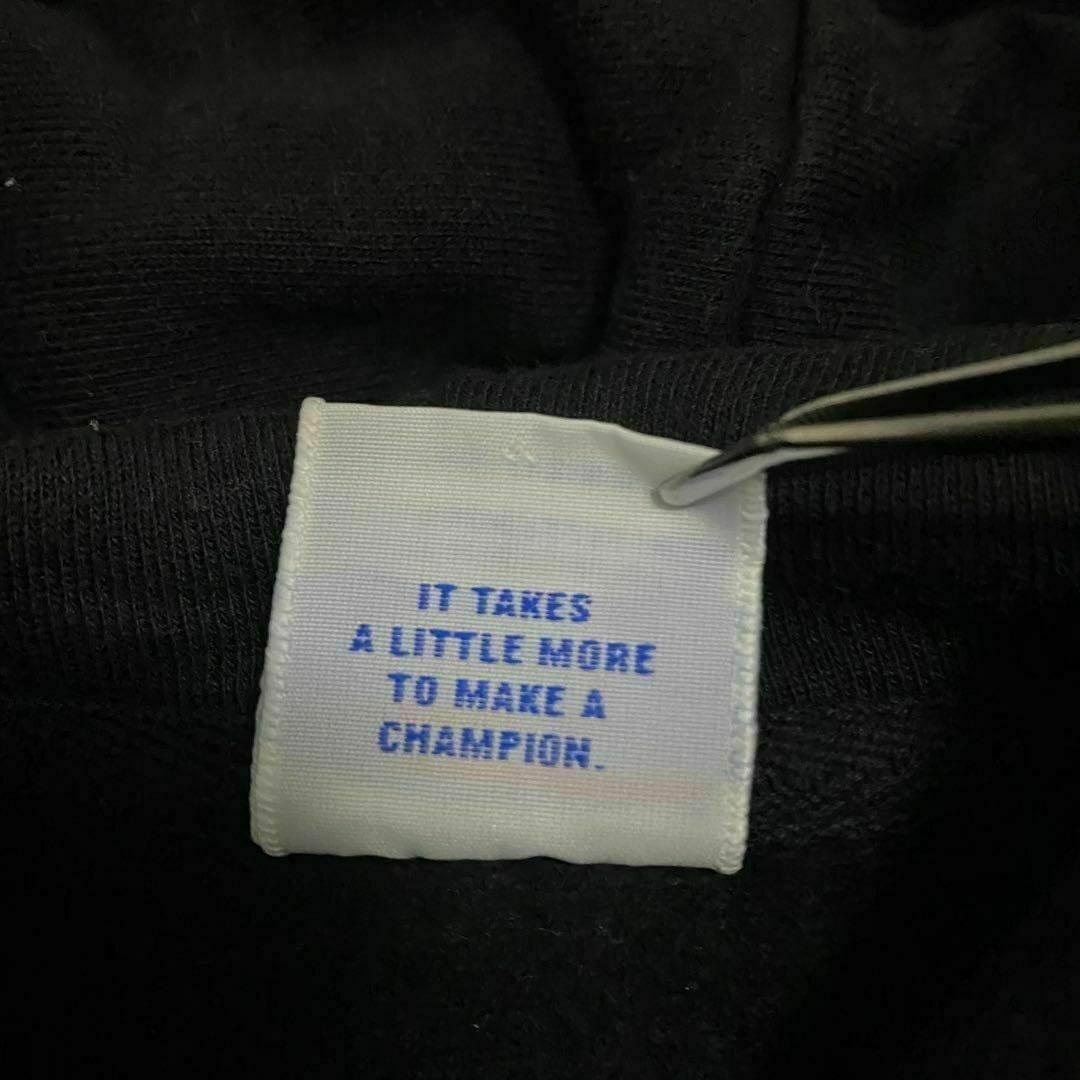 IT TAKES
A LITTLE MORE
TO MAKE A
CHAMPION.